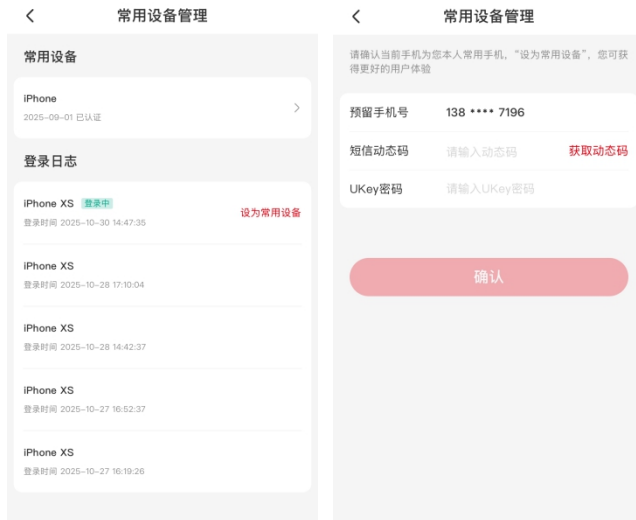 常用设备管理
常用设备
iPhone
2025-09-01 已认证
登录日志
iPhone XS 登录中
设为常用设备
登录时间 2025-10-30 14:47:35
iPhone XS
登录时间 2025-10-28 17:10:04
iPhone XS
登录时间 2025-10-28 14:42:37
iPhone XS
登录时间 2025-10-27 16:52:37
iPhone XS
登录时间 2025-10-27 16:19:26
常用设备管理
请确认当前手机为您本人常用手机，“设为常用设备”，您可获
得更好的用户体验
预留手机号 138 **** 7196
短信动态码 请输入动态码 获取动态码
UKey密码 请输入UKey密码
确认